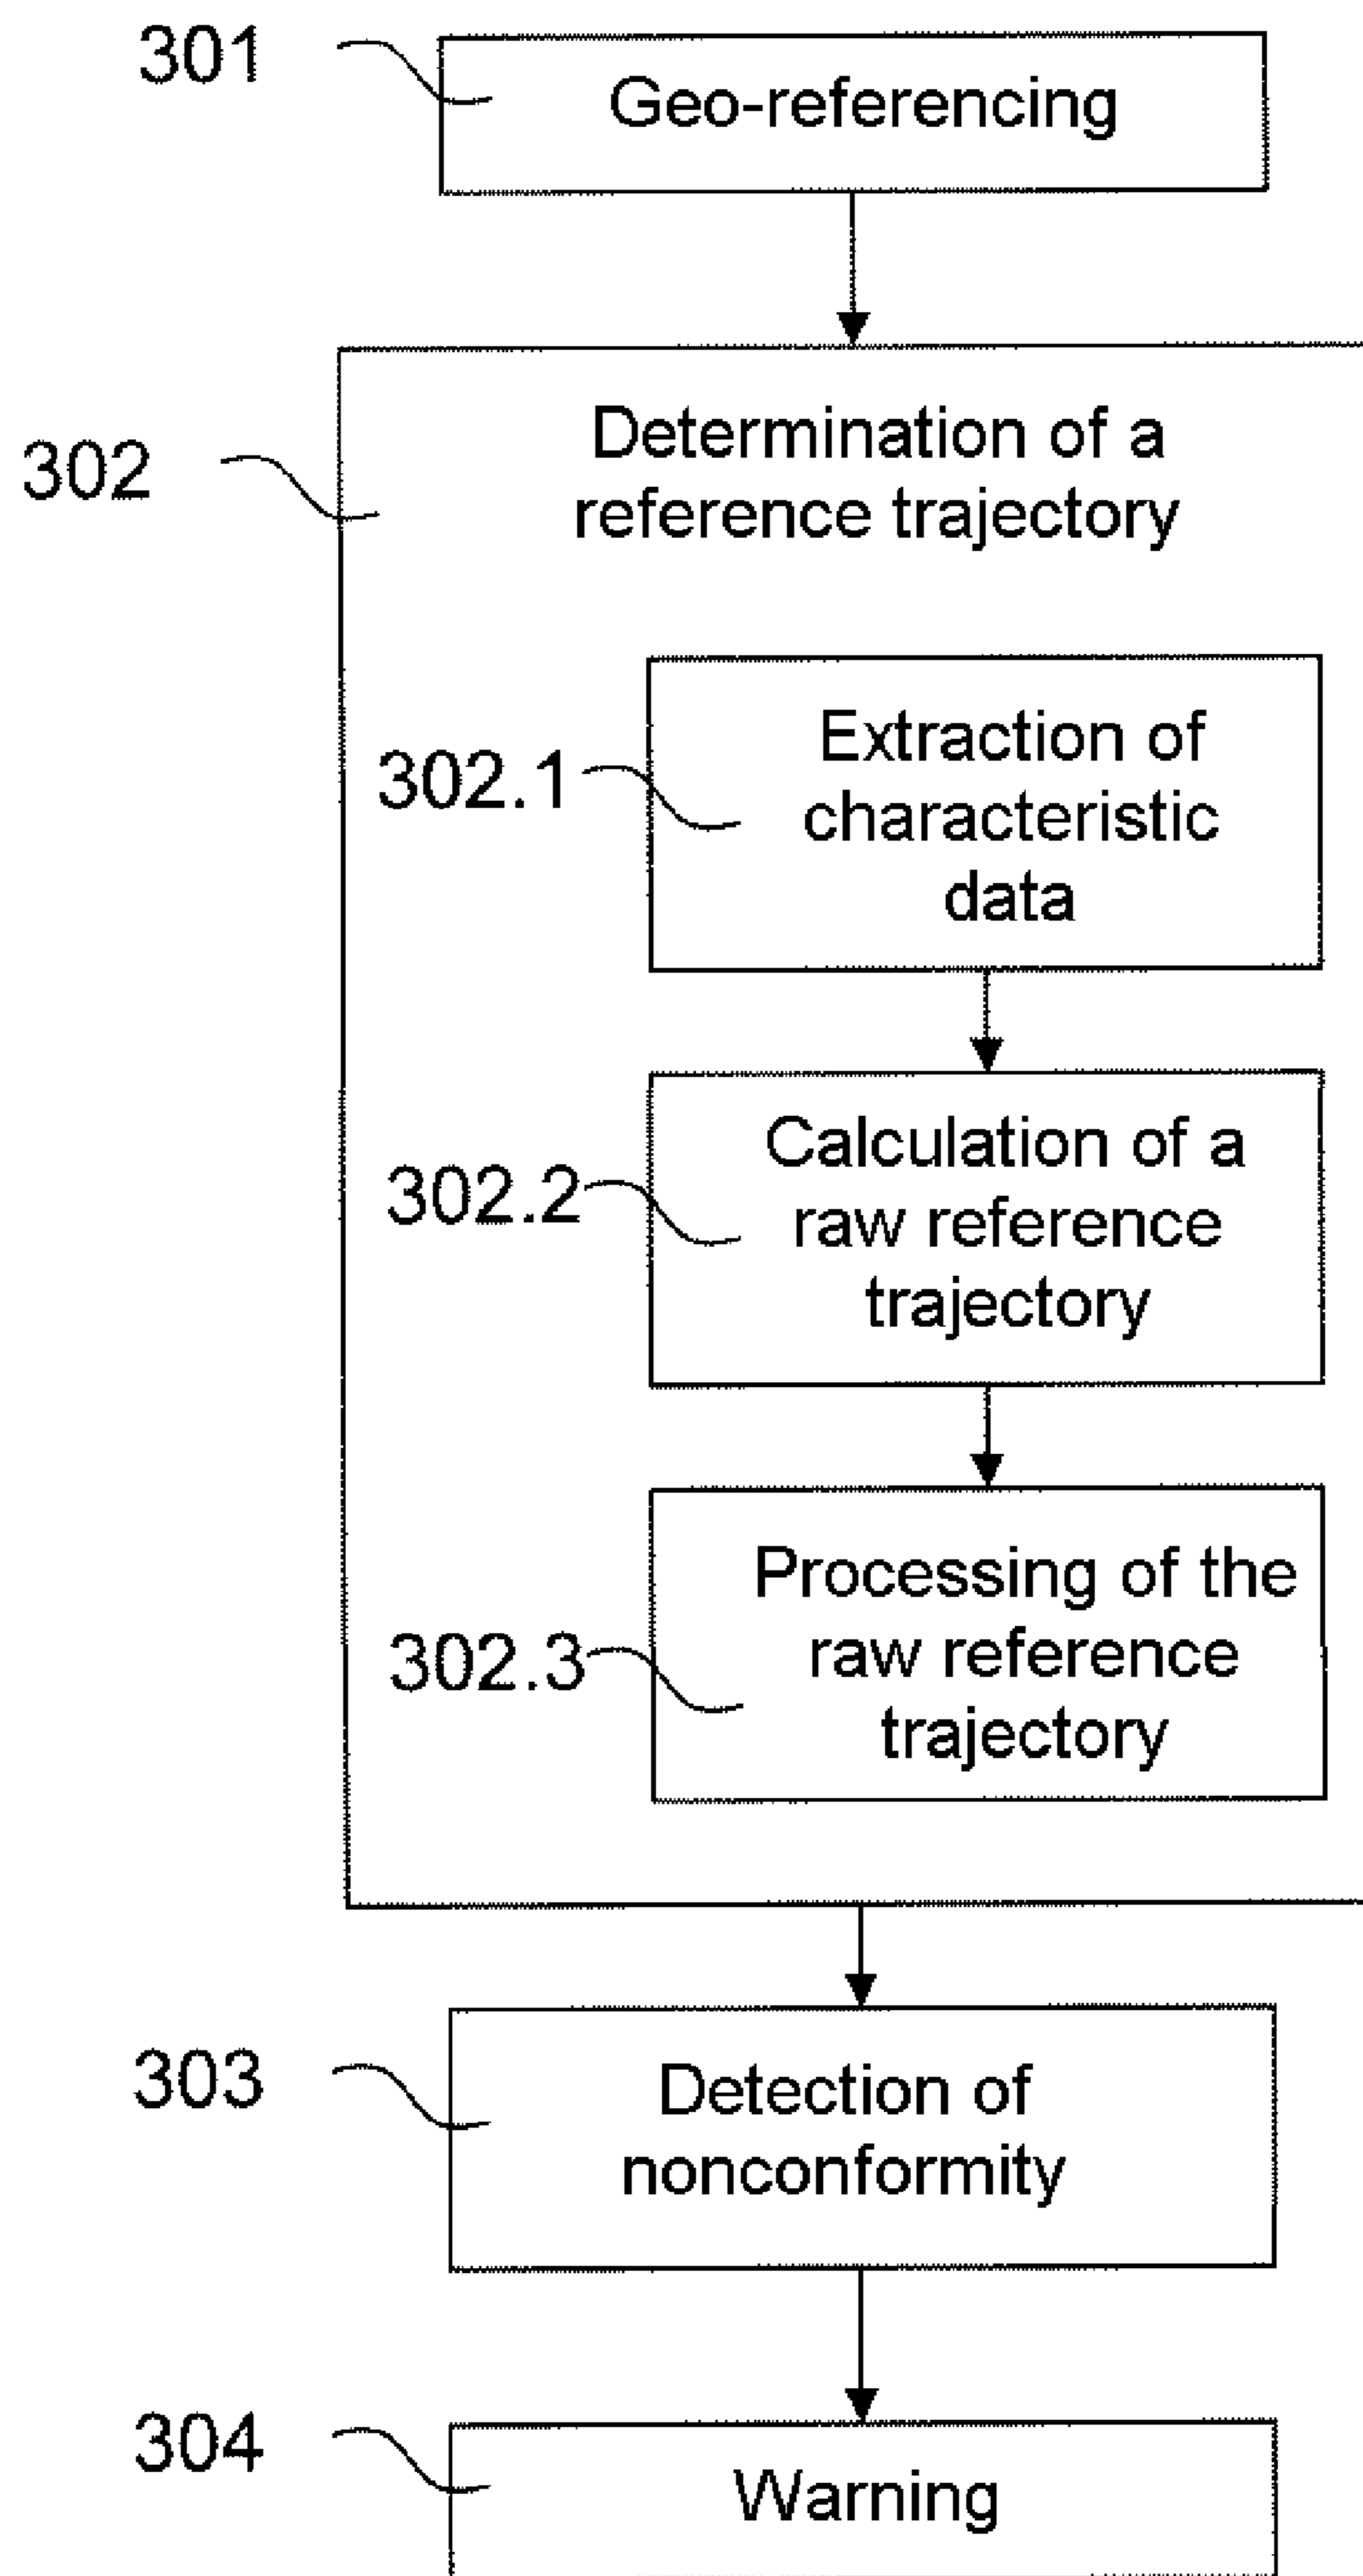 301
Geo-referencing
302
Determination of a
reference trajectory
302.1
Extraction of
characteristic
data
302.2
Calculation of a
raw reference
trajectory
302.3
Processing of the
raw reference
trajectory
303
Detection of
nonconformity
304
Warning